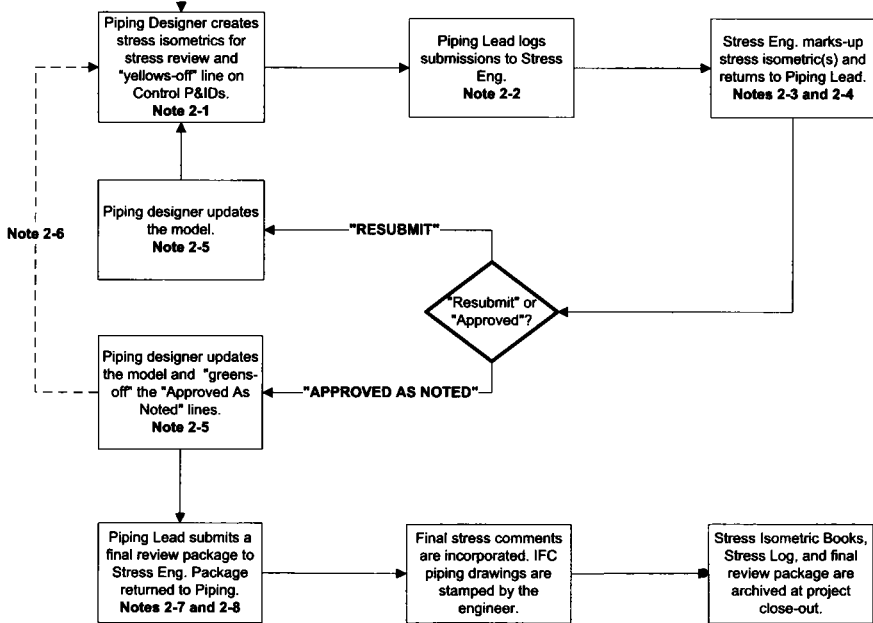 Piping Designer creates
stress isometrics for
stress review and
"yellows-off" line on
Control P&IDs.
Note 2-1
Piping Lead logs
submissions to Stress
Eng.
Note 2-2
Stress Eng. marks-up
stress isometric(s) and
returns to Piping Lead.
Notes 2-3 and 2-4
Note 2-6
Piping designer updates
the model.
Note 2-5
"RESUBMIT"
"Resubmit" or
"Approved"?
Piping designer updates
the model and "greens-
off" the "Approved As
Noted" lines.
Note 2-5
"APPROVED AS NOTED"
Piping Lead submits a
final review package to
Stress Eng. Package
returned to Piping.
Notes 2-7 and 2-8
Final stress comments
are incorporated. IFC
piping drawings are
stamped by the
engineer.
Stress Isometric Books,
Stress Log, and final
review package are
archived at project
close-out.